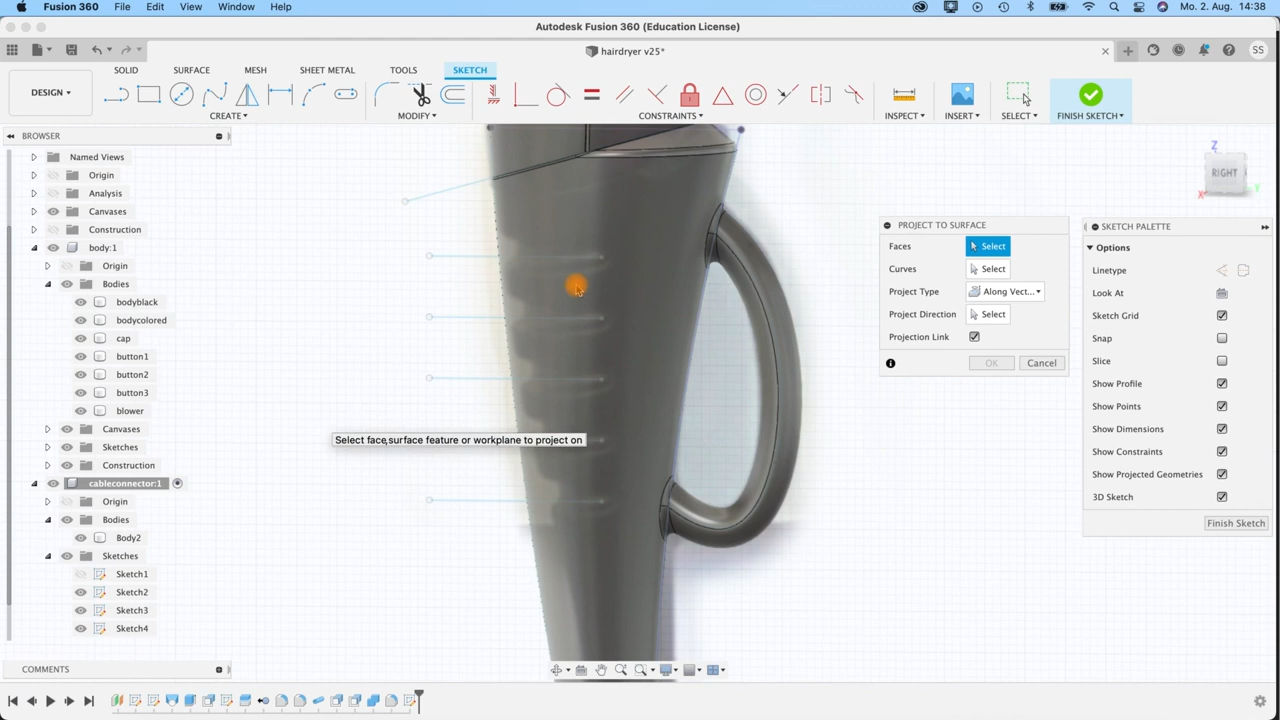 Fusion 360 File Edit View Window Help Mo. 2. Aug. 14:38
Autodesk Fusion 360 (Education License)
hairdryer v25*
SS
SOLID SURFACE MESH SHEET METAL TOOLS SKETCH
DESIGN
CREATE MODIFY CONSTRAINTS INSPECT INSERT SELECT FINISH SKETCH
BROWSER
Named Views
Origin
Analysis
Canvases
Construction
body:1
Origin
Bodies
bodyblack
bodycolored
cap
button1
button2
button3
blower
Canvases
Sketches
Construction
cableconnector:1
Origin
Bodies
Body2
Sketches
Sketch1
Sketch2
Sketch3
Sketch4
COMMENTS
Select face,surface feature or workplane to project on
Z
RIGHT
X
Y
PROJECT TO SURFACE
Faces Select
Curves Select
Project Type Along Vect...
Project Direction Select
Projection Link
OK Cancel
SKETCH PALETTE
Options
Linetype
Look At
Sketch Grid
Snap
Slice
Show Profile
Show Points
Show Dimensions
Show Constraints
Show Projected Geometries
3D Sketch
Finish Sketch